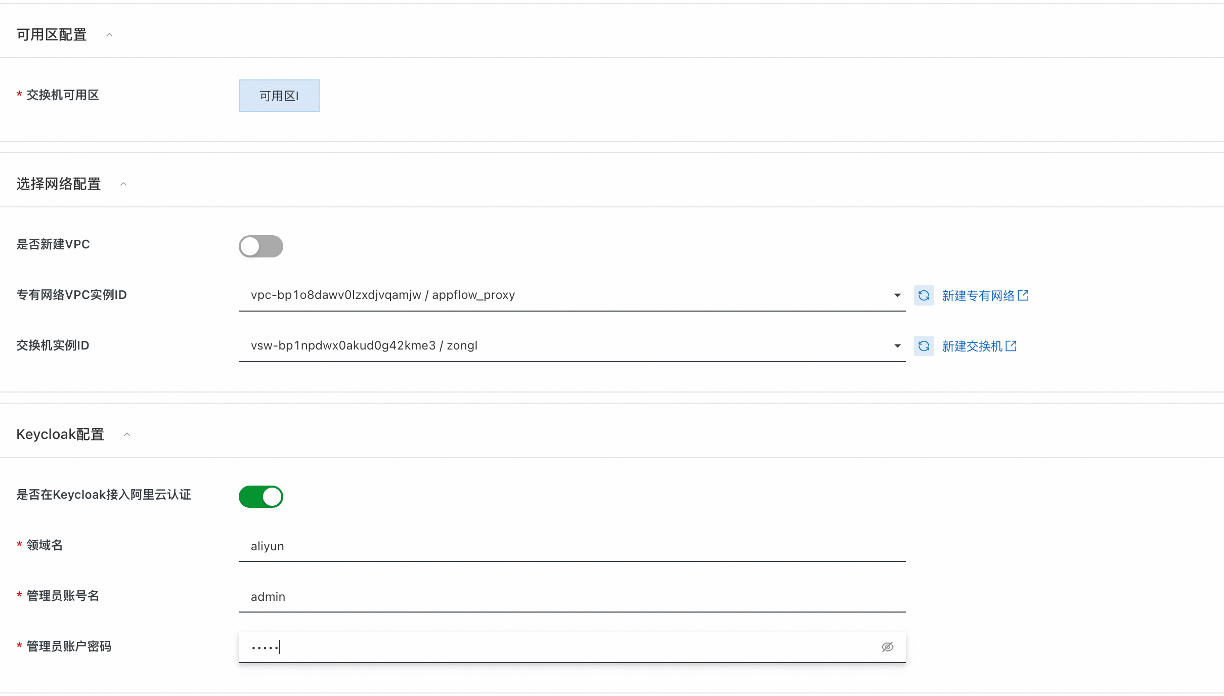 可用区配置
* 交换机可用区 可用区I
选择网络配置
是否新建VPC
专有网络VPC实例ID vpc-bp1o8dawv0lzxdjvqamjw / appflow_proxy 新建专有网络
交换机实例ID vsw-bp1npdwx0akud0g42kme3 / zongl 新建交换机
Keycloak配置
是否在Keycloak接入阿里云认证
* 领域名 aliyun
* 管理员账号名 admin
* 管理员账户密码 •••••